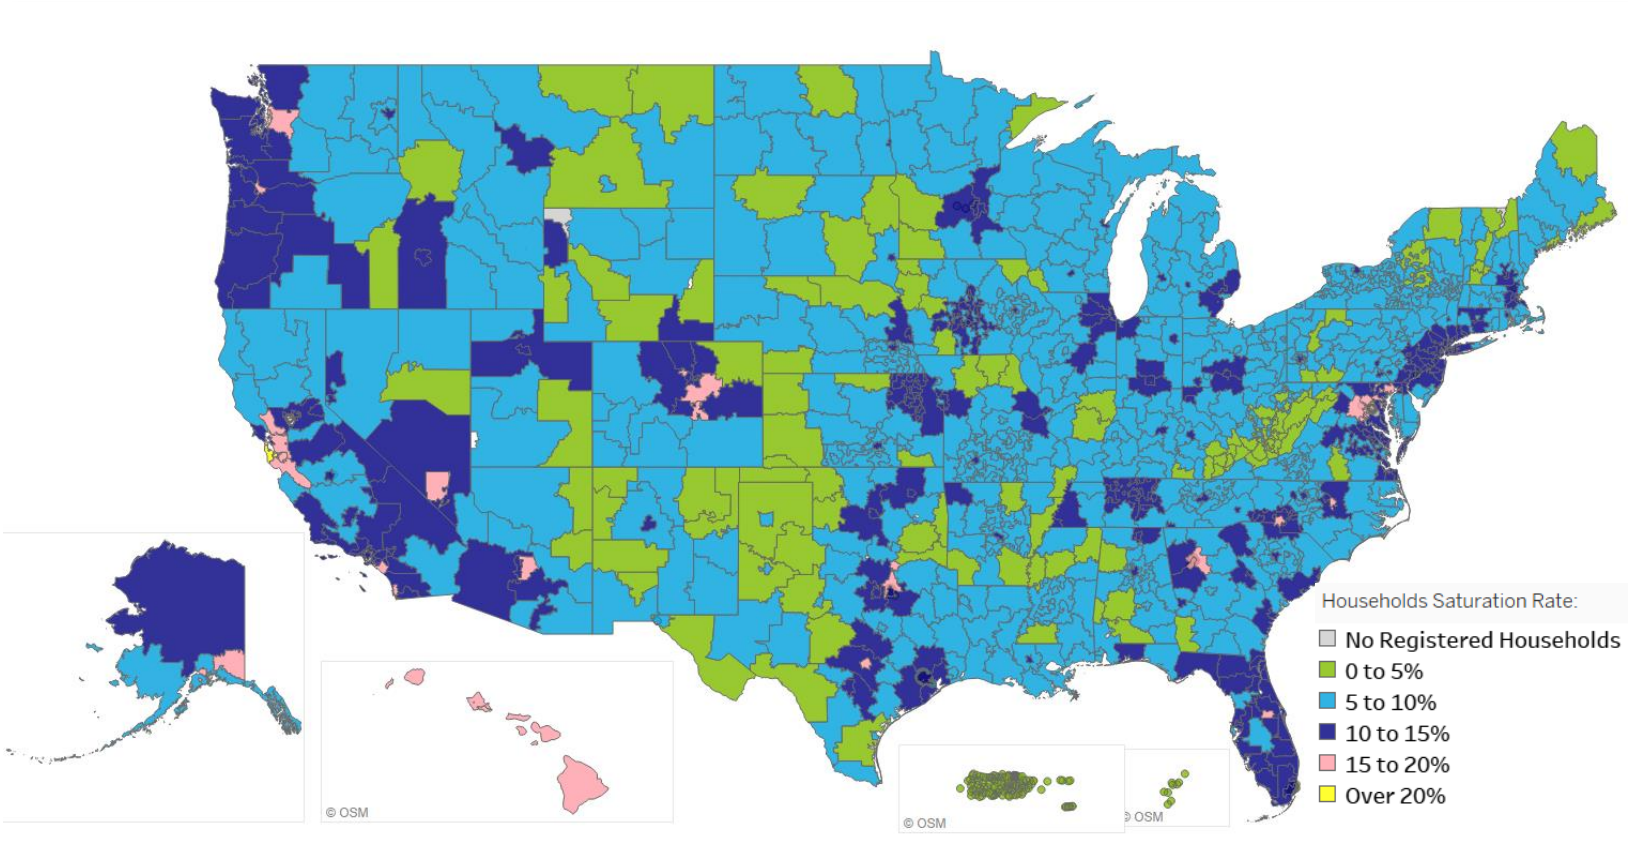 Households Saturation Rate:
No Registered Households
0 to 5%
5 to 10%
10 to 15%
15 to 20%
Over 20%
© OSM
© OSM
© OSM